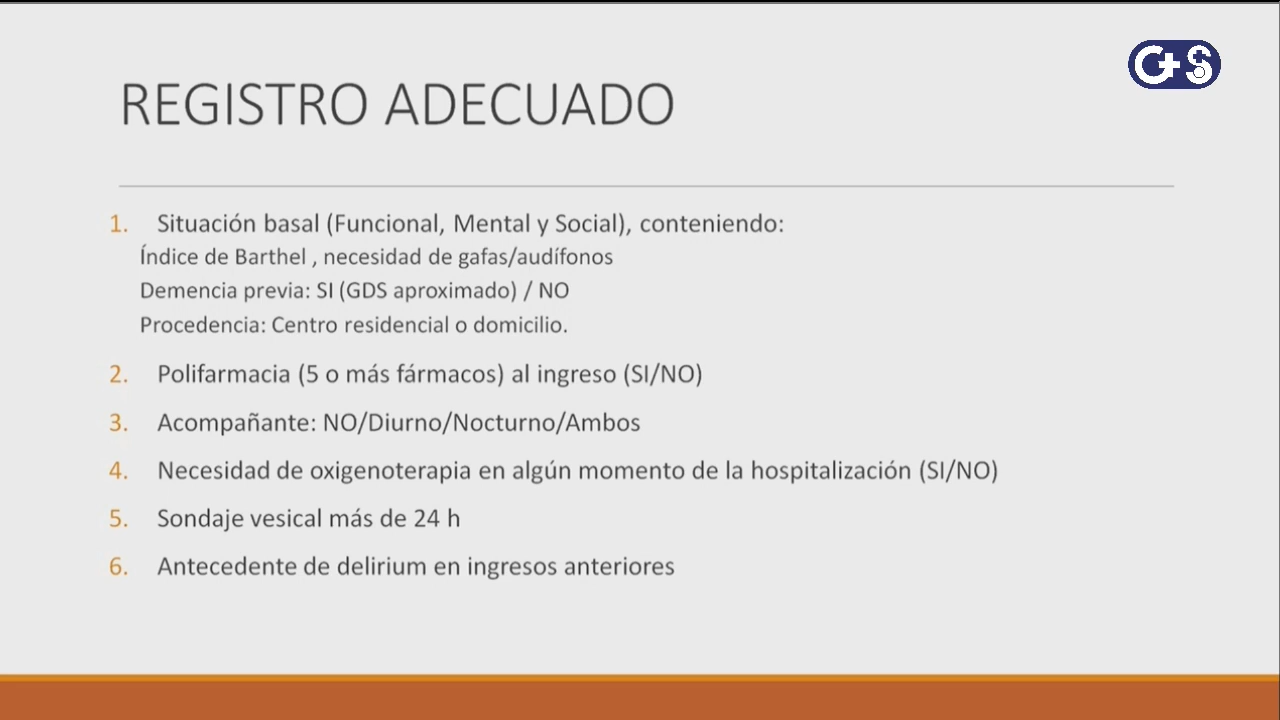 G+S
REGISTRO ADECUADO
1. Situación basal (Funcional, Mental y Social), conteniendo:
Índice de Barthel , necesidad de gafas/audífonos
Demencia previa: SI (GDS aproximado) / NO
Procedencia: Centro residencial o domicilio.
2. Polifarmacia (5 o más fármacos) al ingreso (SI/NO)
3. Acompañante: NO/Diurno/Nocturno/Ambos
4. Necesidad de oxigenoterapia en algún momento de la hospitalización (SI/NO)
5. Sondaje vesical más de 24 h
6. Antecedente de delirium en ingresos anteriores